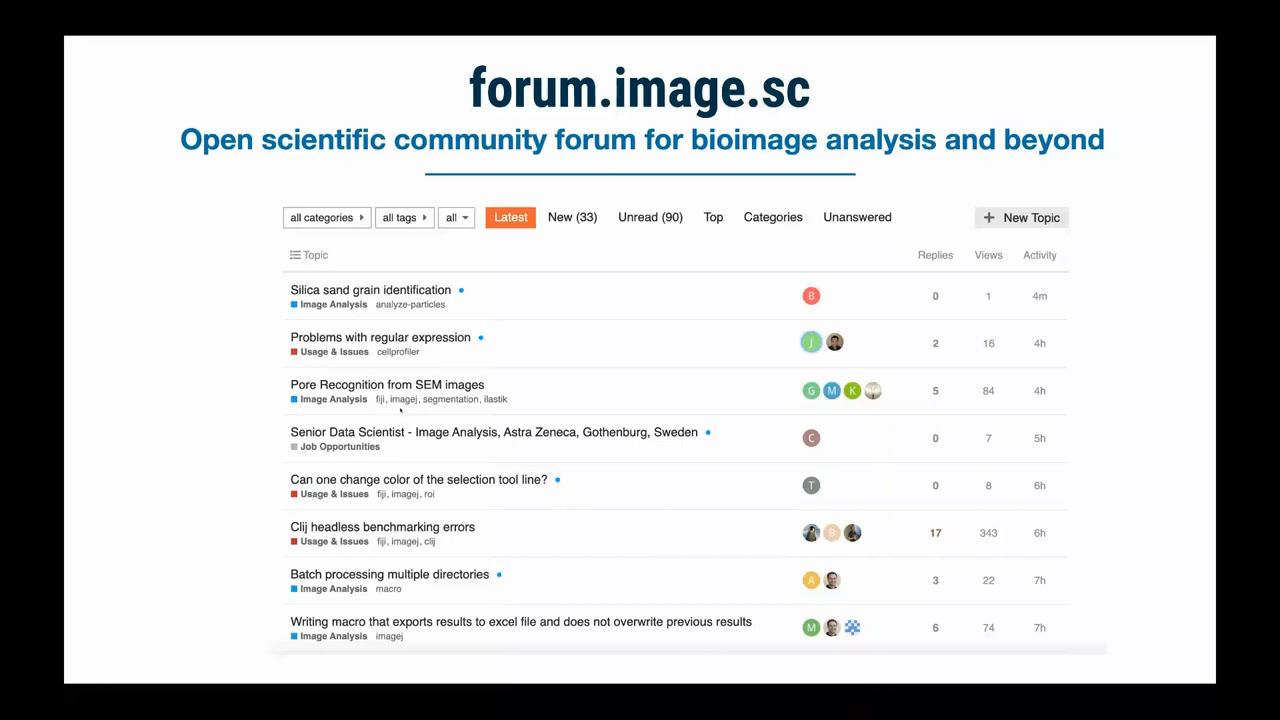 forum.image.sc
Open scientific community forum for bioimage analysis and beyond
all categories all tags all Latest New (33) Unread (90) Top Categories Unanswered + New Topic
Topic Replies Views Activity
Silica sand grain identification B 0 1 4m
Image Analysis analyze-particles
Problems with regular expression J 2 16 4h
Usage & Issues cellprofiler
Pore Recognition from SEM images G M K 5 84 4h
Image Analysis fiji, imagej, segmentation, ilastik
Senior Data Scientist - Image Analysis, Astra Zeneca, Gothenburg, Sweden C 0 7 5h
Job Opportunities
Can one change color of the selection tool line? T 0 8 6h
Usage & Issues fiji, imagej, roi
Clij headless benchmarking errors R 17 343 6h
Usage & Issues fiji, imagej, clij
Batch processing multiple directories A 3 22 7h
Image Analysis macro
Writing macro that exports results to excel file and does not overwrite previous results M 6 74 7h
Image Analysis imagej